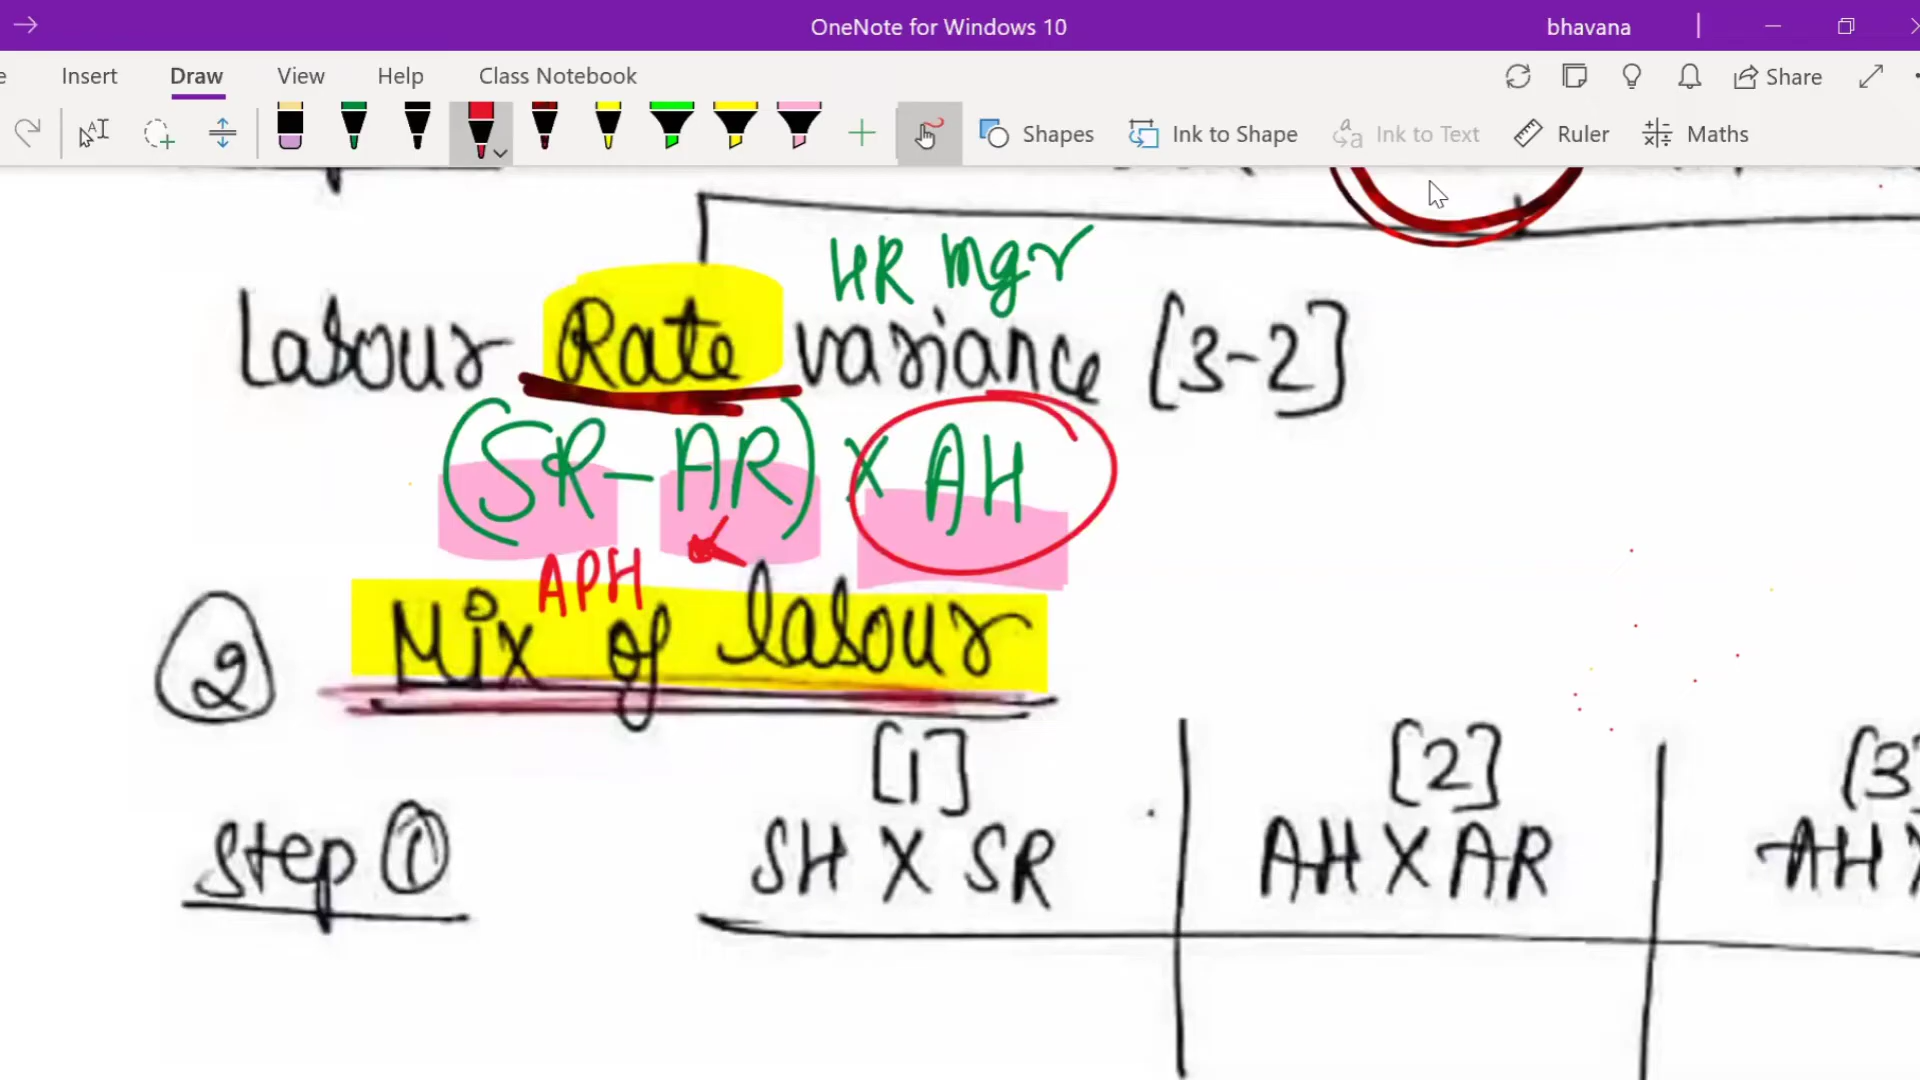 OneNote for Windows 10
bhavana
Insert Draw View Help Class Notebook
Share
Shapes Ink to Shape Ink to Text Ruler Maths
HR mgr
Labour Rate variance [3-2]
(SR-AR) X AH
APH
2 Mix of labour
[1] [2] [3
Step 1 SH X SR AH X AR AH X